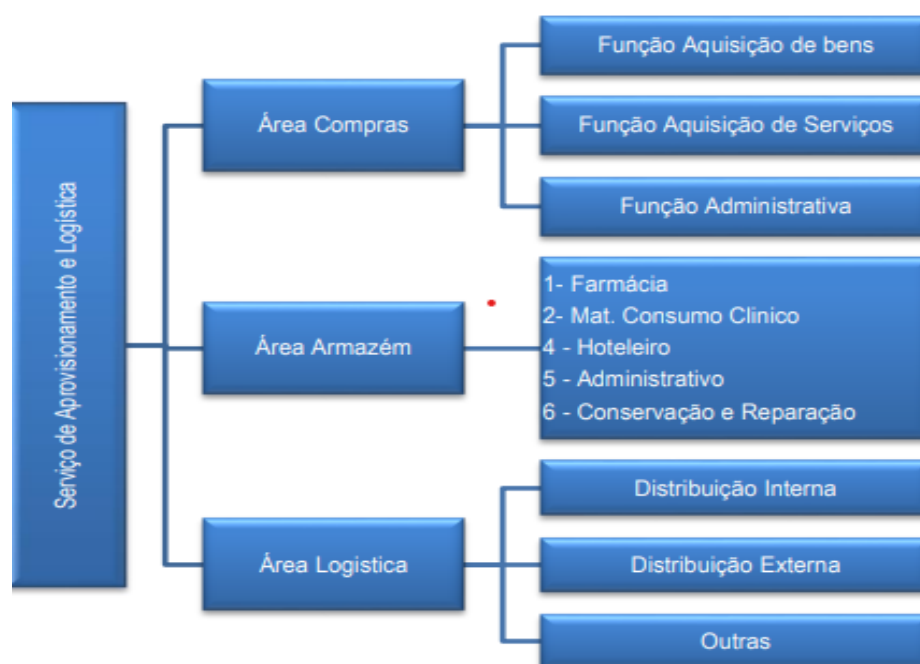 Serviço de Aprovisionamento e Logística
Área Compras
Função Aquisição de bens
Função Aquisição de Serviços
Função Administrativa
Área Armazém
1- Farmácia
2- Mat. Consumo Clinico
4 - Hoteleiro
5 - Administrativo
6 - Conservação e Reparação
Área Logistica
Distribuição Interna
Distribuição Externa
Outras